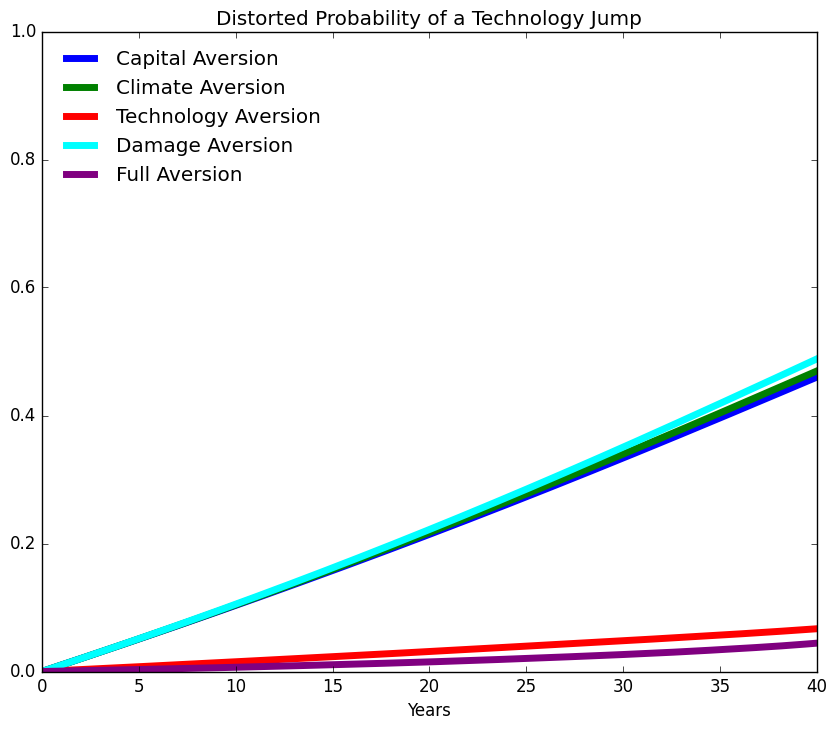 Distorted Probability of a Technology Jump
1.0
Capital Aversion
Climate Aversion
Technology Aversion
Damage Aversion
Full Aversion
0.8
0.6
0.4
0.2
0.0
0 5 10 15 20 25 30 35 40
Years